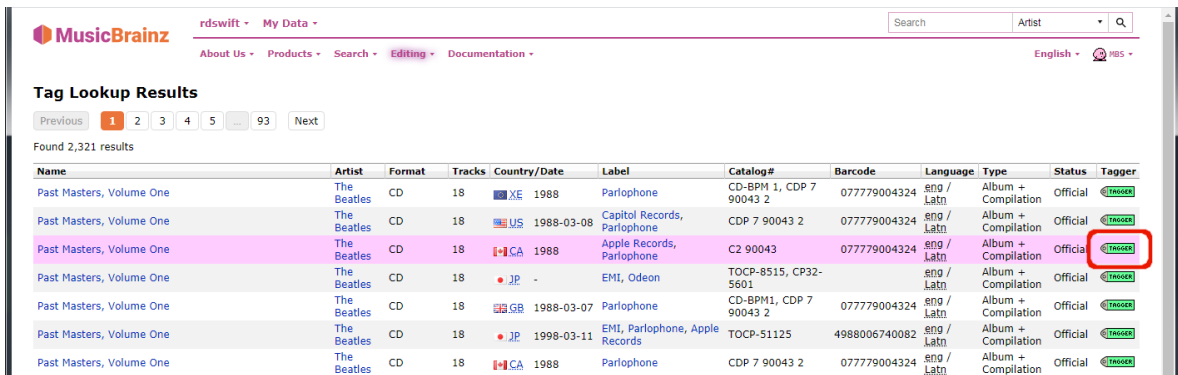 MusicBrainz
rdswift ▾ My Data ▾
Search Artist
About Us ▾ Products ▾ Search ▾ Editing ▾ Documentation ▾
English ▾ MBS ▾
Tag Lookup Results
Previous 1 2 3 4 5 ... 93 Next
Found 2,321 results
Name Artist Format Tracks Country/Date Label Catalog# Barcode Language Type Status Tagger
Past Masters, Volume One The Beatles CD 18 XE 1988 Parlophone CD-BPM 1, CDP 7 90043 2 077779004324 eng / Latn Album + Compilation Official TAGGER
Past Masters, Volume One The Beatles CD 18 US 1988-03-08 Capitol Records, Parlophone CDP 7 90043 2 077779004324 eng / Latn Album + Compilation Official TAGGER
Past Masters, Volume One The Beatles CD 18 CA 1988 Apple Records, Parlophone C2 90043 077779004324 eng / Latn Album + Compilation Official TAGGER
Past Masters, Volume One The Beatles CD 18 JP - EMI, Odeon TOCP-8515, CP32-5601 eng / Latn Album + Compilation Official TAGGER
Past Masters, Volume One The Beatles CD 18 GB 1988-03-07 Parlophone CD-BPM1, CDP 7 90043 2 077779004324 eng / Latn Album + Compilation Official TAGGER
Past Masters, Volume One The Beatles CD 18 JP 1998-03-11 EMI, Parlophone, Apple Records TOCP-51125 4988006740082 eng / Latn Album + Compilation Official TAGGER
Past Masters, Volume One The Beatles CD 18 CA 1988 Parlophone CDP 7 90043 2 077779004324 eng / Latn Album + Compilation Official TAGGER